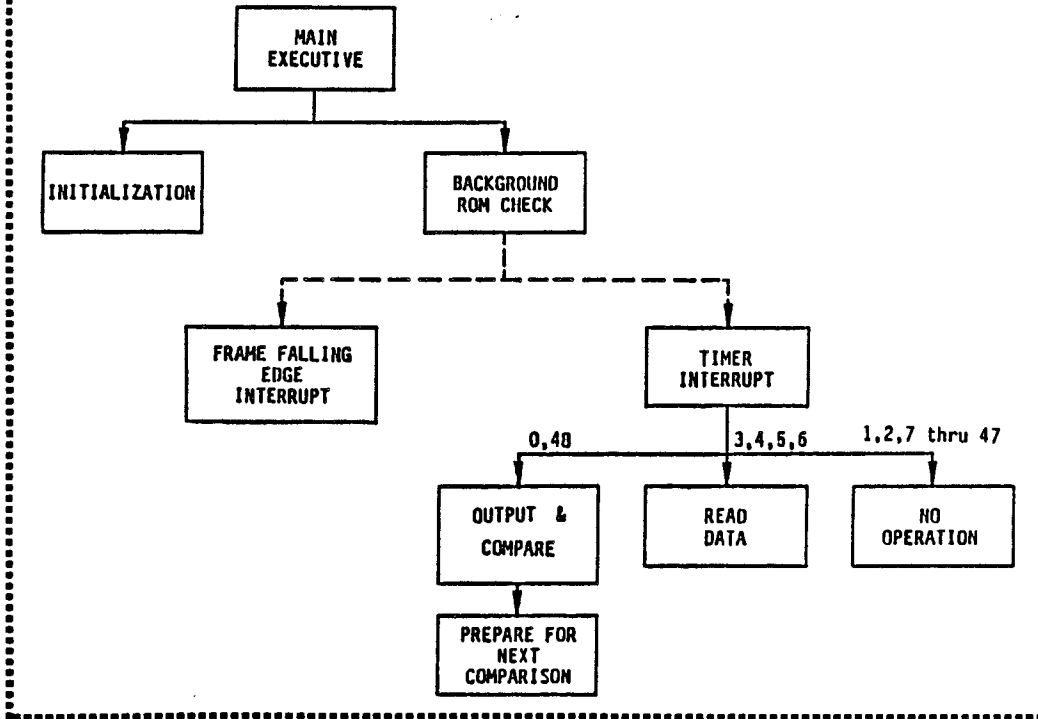 MAIN
EXECUTIVE
INITIALIZATION
BACKGROUND
ROM CHECK
FRAME FALLING
EDGE
INTERRUPT
TIMER
INTERRUPT
0,48
3,4,5,6
1,2,7 thru 47
OUTPUT &
COMPARE
READ
DATA
NO
OPERATION
PREPARE FOR
NEXT
COMPARISON